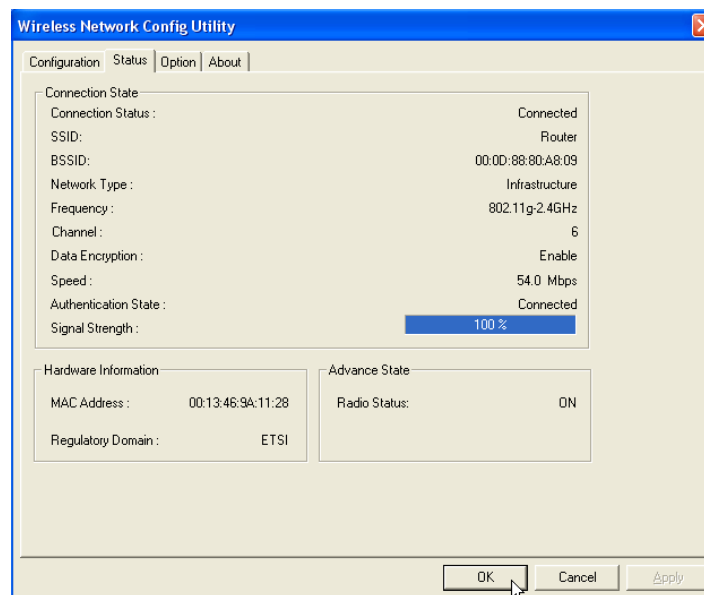 Wireless Network Config Utility
Configuration Status Option About
Connection State
Connection Status : Connected
SSID: Router
BSSID: 00:0D:88:80:A8:09
Network Type : Infrastructure
Frequency : 802.11g-2.4GHz
Channel : 6
Data Encryption : Enable
Speed : 54.0 Mbps
Authentication State : Connected
Signal Strength : 100 %
Hardware Information
MAC Address : 00:13:46:9A:11:28
Regulatory Domain : ETSI
Advance State
Radio Status: ON
OK Cancel Apply